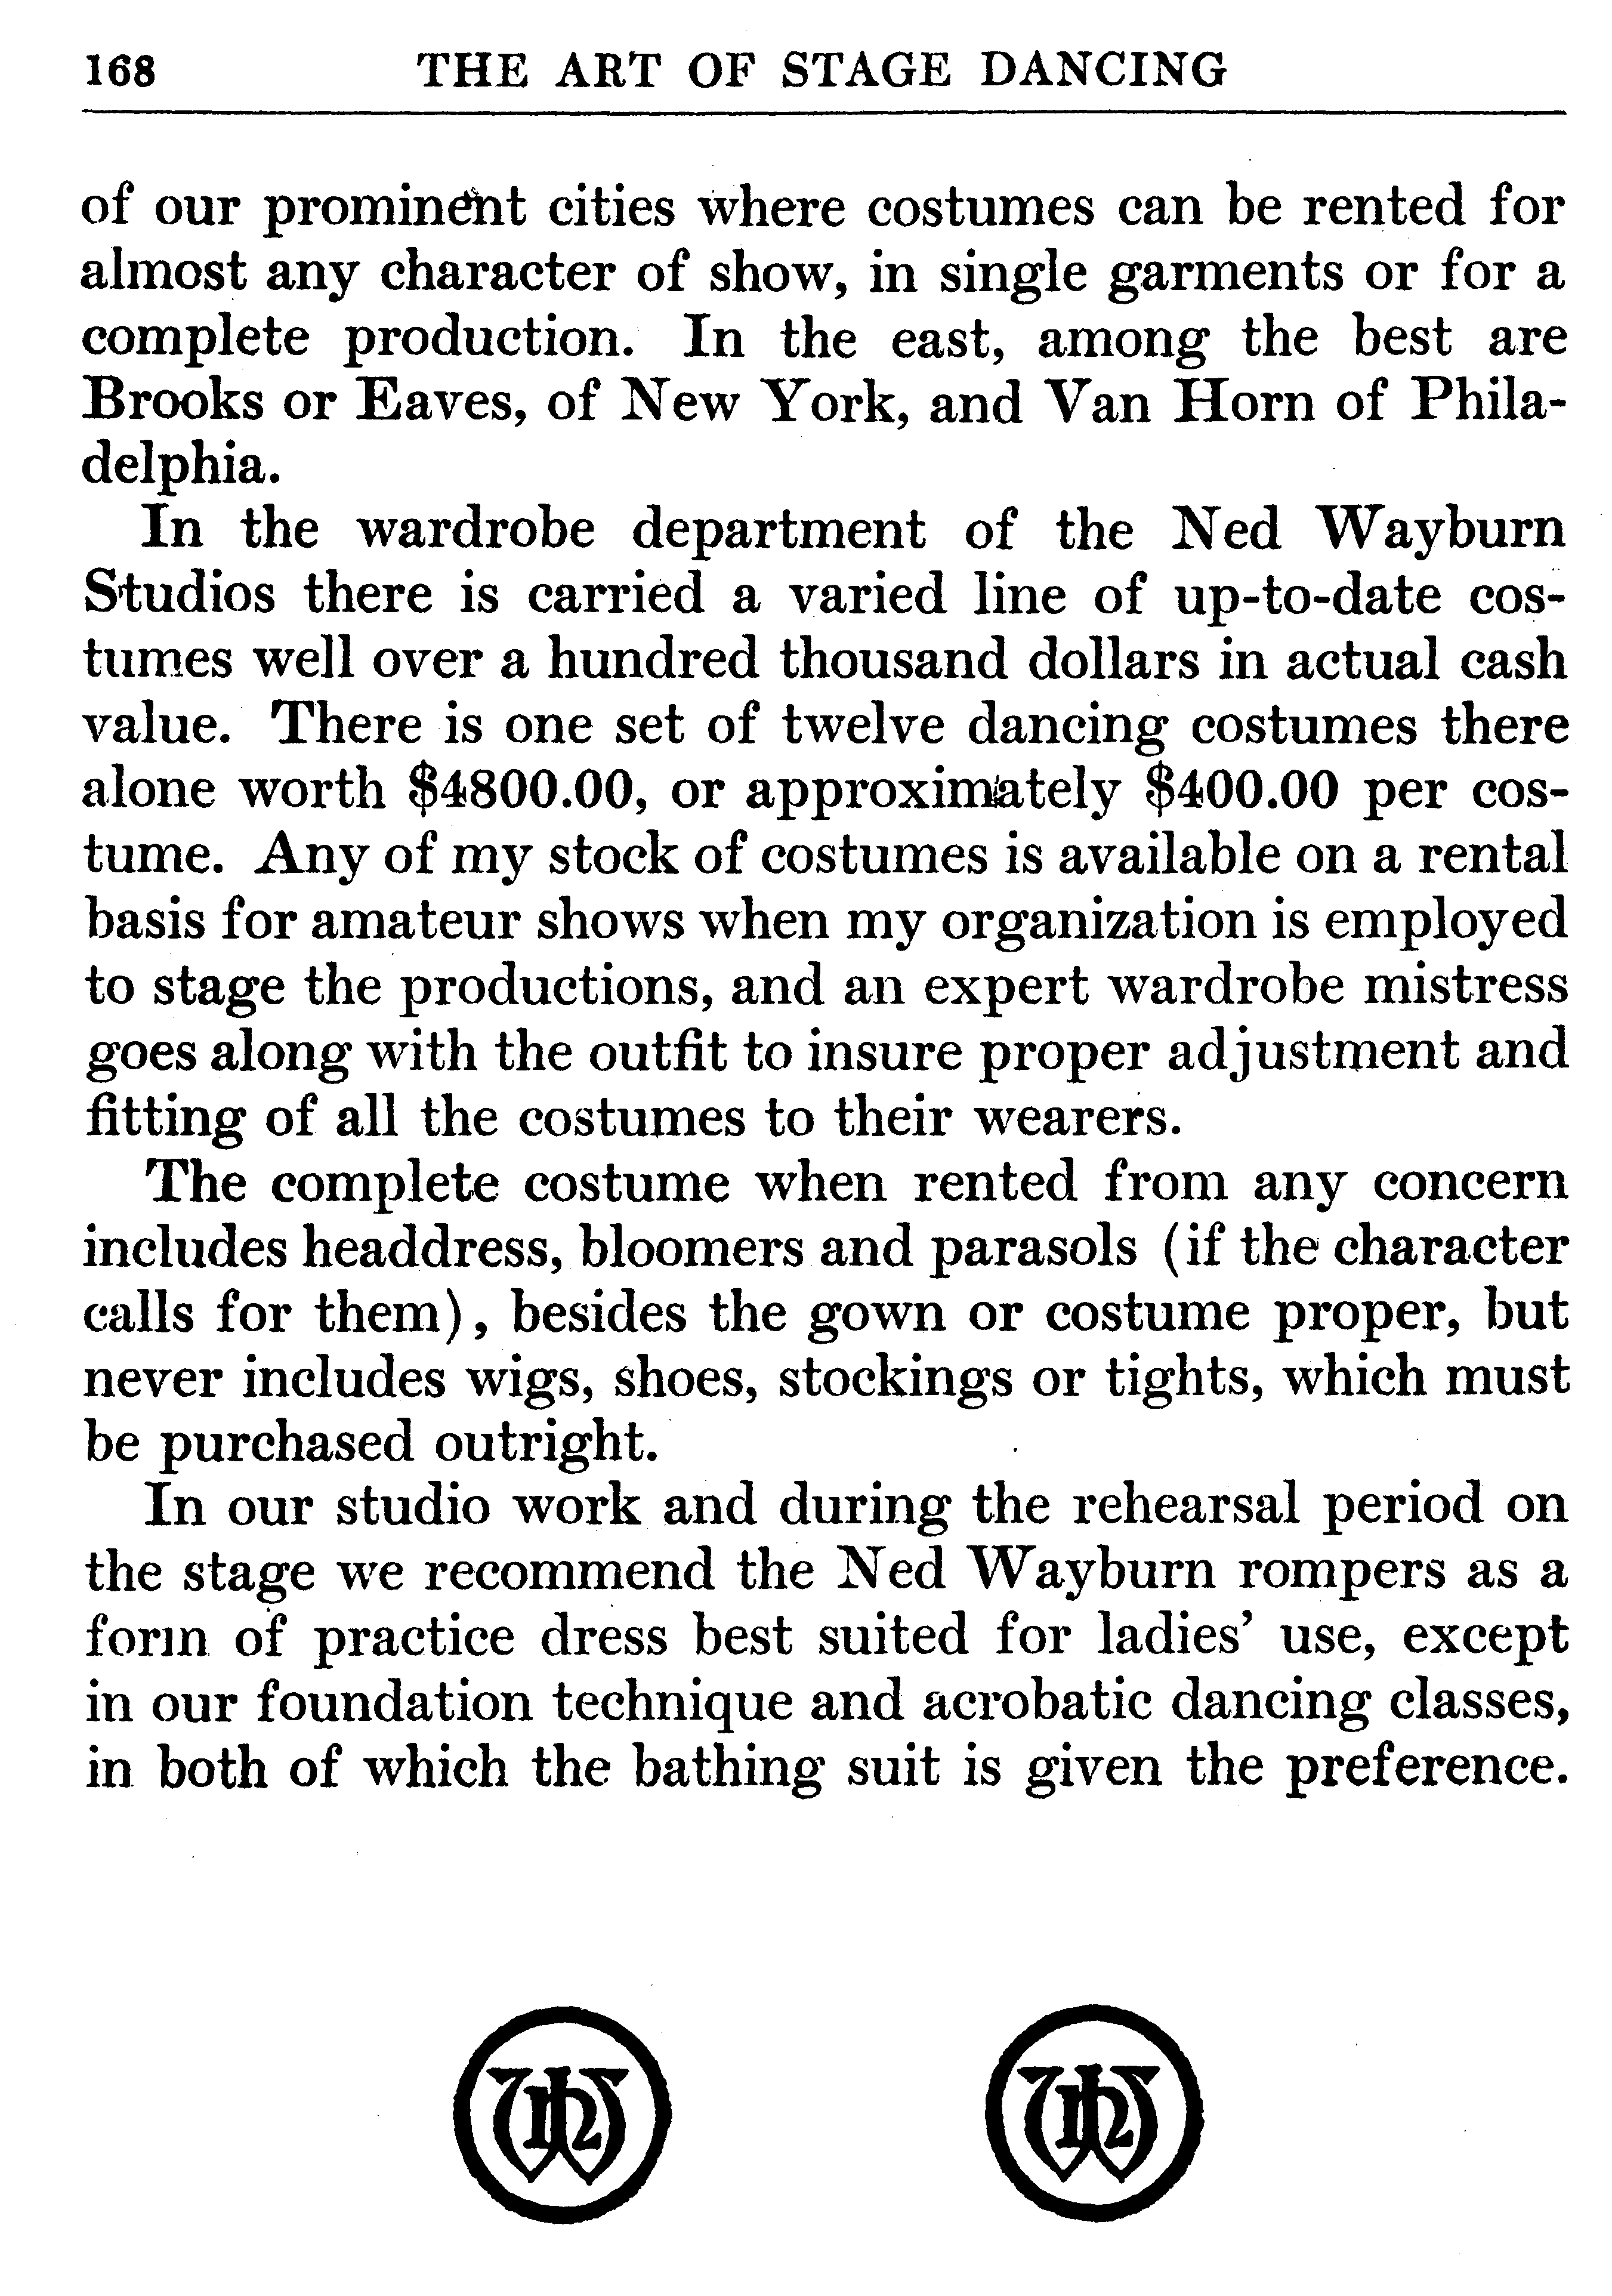 168 THE ART OF STAGE DANCING
of our prominent cities where costumes can be rented for
almost any character of show, in single garments or for a
complete production. In the east, among the best are
Brooks or Eaves, of New York, and Van Horn of Phila-
delphia.
In the wardrobe department of the Ned Wayburn
Studios there is carried a varied line of up-to-date cos-
tumes well over a hundred thousand dollars in actual cash
value. There is one set of twelve dancing costumes there
alone worth $4800.00, or approximately $400.00 per cos-
tume. Any of my stock of costumes is available on a rental
basis for amateur shows when my organization is employed
to stage the productions, and an expert wardrobe mistress
goes along with the outfit to insure proper adjustment and
fitting of all the costumes to their wearers.
The complete costume when rented from any concern
includes headdress, bloomers and parasols (if the character
calls for them), besides the gown or costume proper, but
never includes wigs, shoes, stockings or tights, which must
be purchased outright.
In our studio work and during the rehearsal period on
the stage we recommend the Ned Wayburn rompers as a
form of practice dress best suited for ladies' use, except
in our foundation technique and acrobatic dancing classes,
in both of which the bathing suit is given the preference.